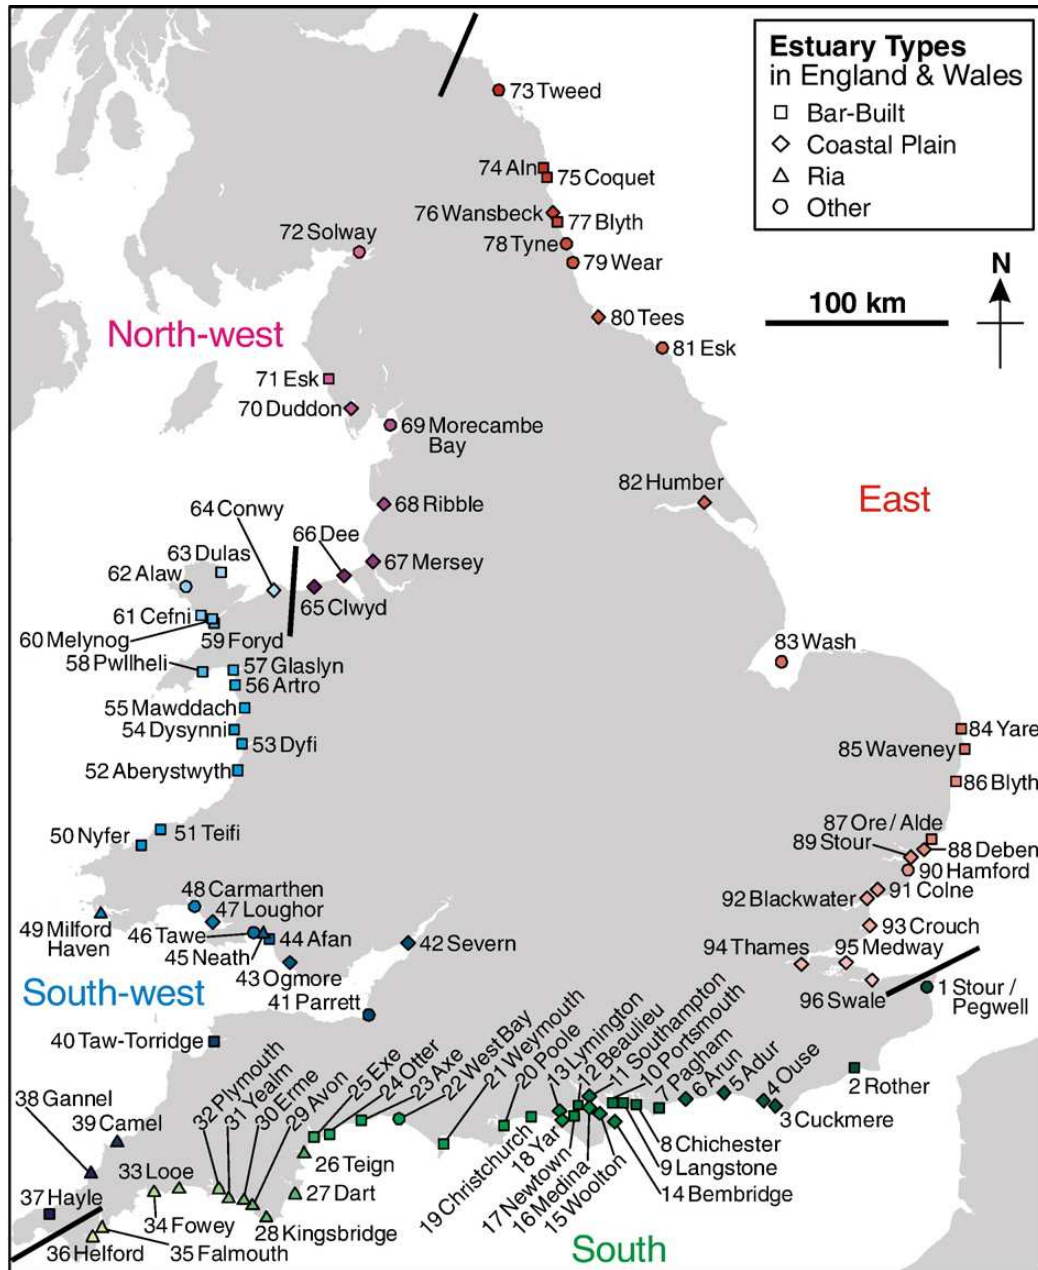 Estuary Types
in England & Wales
Bar-Built
Coastal Plain
Ria
Other
N
100 km
North-west
East
South-west
South
73 Tweed
74 Aln
75 Coquet
76 Wansbeck
77 Blyth
78 Tyne
79 Wear
72 Solway
80 Tees
81 Esk
71 Esk
70 Duddon
69 Morecambe
Bay
82 Humber
68 Ribble
64 Conwy
66 Dee
63 Dulas
67 Mersey
62 Alaw
65 Clwyd
61 Cefni
60 Melynog
59 Foryd
58 Pwllheli
57 Glaslyn
56 Artro
83 Wash
55 Mawddach
54 Dysynni
53 Dyfi
52 Aberystwyth
84 Yare
85 Waveney
86 Blyth
50 Nyfer
51 Teifi
87 Ore / Alde
89 Stour
88 Deben
90 Hamford
91 Colne
92 Blackwater
93 Crouch
48 Carmarthen
47 Loughor
49 Milford
Haven
46 Tawe
45 Neath
44 Afan
42 Severn
43 Ogmore
41 Parrett
94 Thames
95 Medway
96 Swale
1 Stour /
Pegwell
40 Taw-Torridge
38 Gannel
39 Camel
37 Hayle
36 Helford
35 Falmouth
34 Fowey
33 Looe
32 Plymouth
31 Yealm
30 Erme
29 Avon
28 Kingsbridge
27 Dart
26 Teign
25 Exe
24 Otter
23 Axe
22 West Bay
21 Weymouth
20 Poole
19 Christchurch
18 Yar
17 Newtown
16 Medina
15 Woolton
14 Bembridge
13 Lymington
12 Beaulieu
11 Southampton
10 Portsmouth
9 Langstone
8 Chichester
7 Pagham
6 Arun
5 Adur
4 Ouse
3 Cuckmere
2 Rother